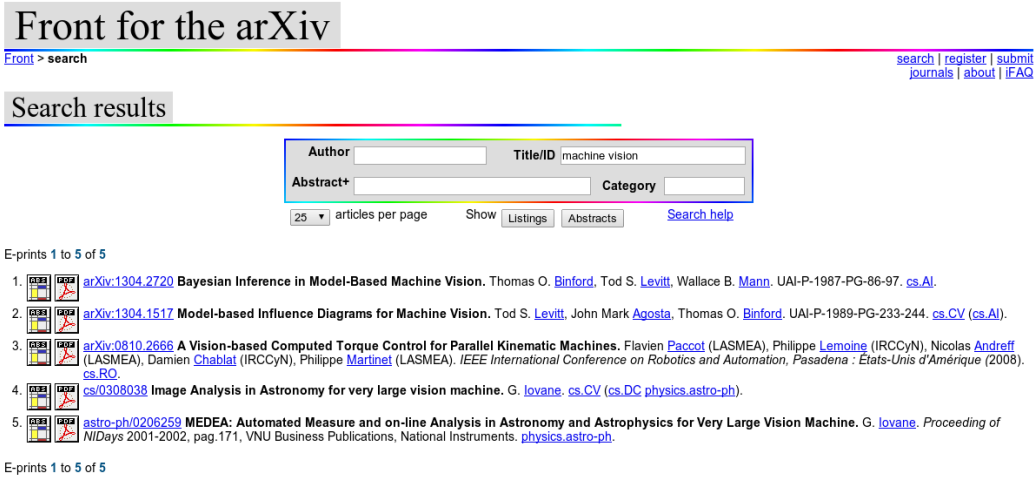 Front for the arXiv
Front > search
search | register | submit
journals | about | iFAQ
Search results
Author
Title/ID machine vision
Abstract+
Category
25 articles per page Show Listings Abstracts Search help
E-prints 1 to 5 of 5
1. ABS PDF arXiv:1304.2720 Bayesian Inference in Model-Based Machine Vision. Thomas O. Binford, Tod S. Levitt, Wallace B. Mann. UAI-P-1987-PG-86-97. cs.AI.
2. ABS PDF arXiv:1304.1517 Model-based Influence Diagrams for Machine Vision. Tod S. Levitt, John Mark Agosta, Thomas O. Binford. UAI-P-1989-PG-233-244. cs.CV (cs.AI).
3. ABS PDF arXiv:0810.2666 A Vision-based Computed Torque Control for Parallel Kinematic Machines. Flavien Paccot (LASMEA), Philippe Lemoine (IRCCyN), Nicolas Andreff
(LASMEA), Damien Chablat (IRCCyN), Philippe Martinet (LASMEA). IEEE International Conference on Robotics and Automation, Pasadena : États-Unis d'Amérique (2008).
cs.RO.
4. ABS PDF cs/0308038 Image Analysis in Astronomy for very large vision machine. G. Iovane. cs.CV (cs.DC physics.astro-ph).
5. ABS PDF astro-ph/0206259 MEDEA: Automated Measure and on-line Analysis in Astronomy and Astrophysics for Very Large Vision Machine. G. Iovane. Proceeding of
NIDays 2001-2002, pag.171, VNU Business Publications, National Instruments. physics.astro-ph.
E-prints 1 to 5 of 5